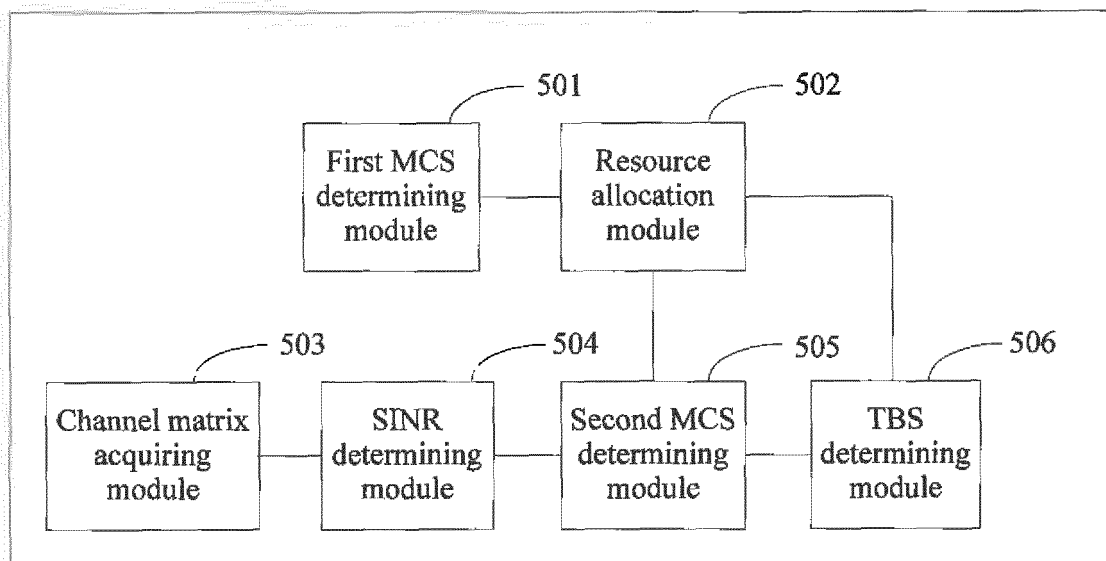 501
502
First MCS
determining
module
Resource
allocation
module
503
504
505
506
Channel matrix
acquiring
module
SINR
determining
module
Second MCS
determining
module
TBS
determining
module